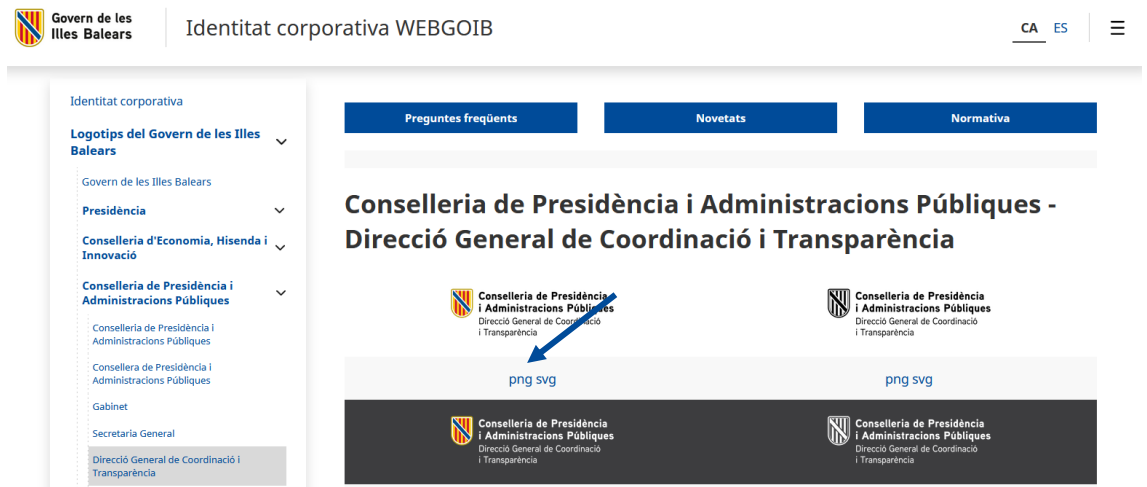 Govern de les
Illes Balears
Identitat corporativa WEBGOIB
CA ES
Identitat corporativa
Logotips del Govern de les Illes
Balears
Govern de les Illes Balears
Presidència
Conselleria d'Economia, Hisenda i
Innovació
Conselleria de Presidència i
Administracions Públiques
Conselleria de Presidència i
Administracions Públiques
Consellera de Presidència i
Administracions Públiques
Gabinet
Secretaria General
Direcció General de Coordinació i
Transparència
Preguntes freqüents
Novetats
Normativa
Conselleria de Presidència i Administracions Públiques -
Direcció General de Coordinació i Transparència
Conselleria de Presidència
i Administracions Públiques
Direcció General de Coordinació
i Transparència
Conselleria de Presidència
i Administracions Públiques
Direcció General de Coordinació
i Transparència
png svg
png svg
Conselleria de Presidència
i Administracions Públiques
Direcció General de Coordinació
i Transparència
Conselleria de Presidència
i Administracions Públiques
Direcció General de Coordinació
i Transparència